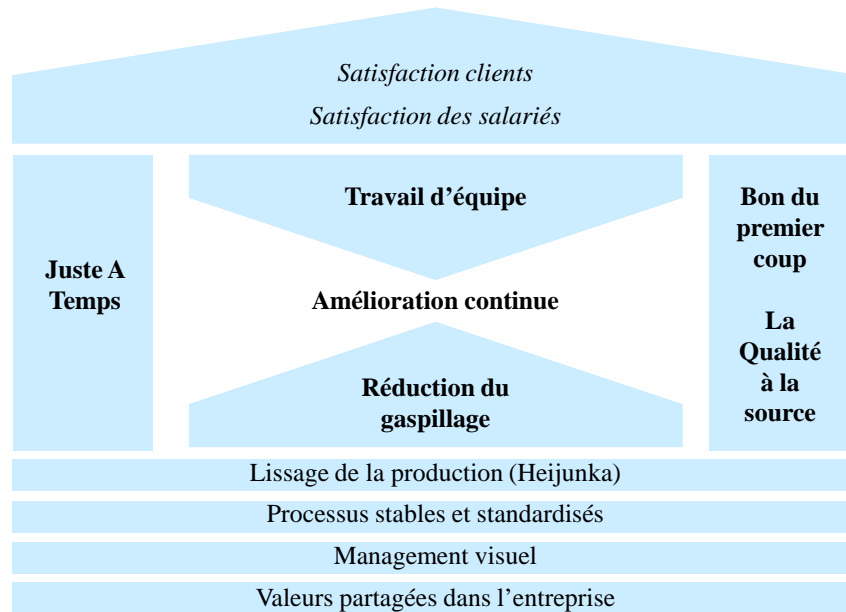 Satisfaction clients
Satisfaction des salariés
Juste A
Temps
Travail d’équipe
Amélioration continue
Réduction du
gaspillage
Bon du
premier
coup
La
Qualité
à la
source
Lissage de la production (Heijunka)
Processus stables et standardisés
Management visuel
Valeurs partagées dans l’entreprise